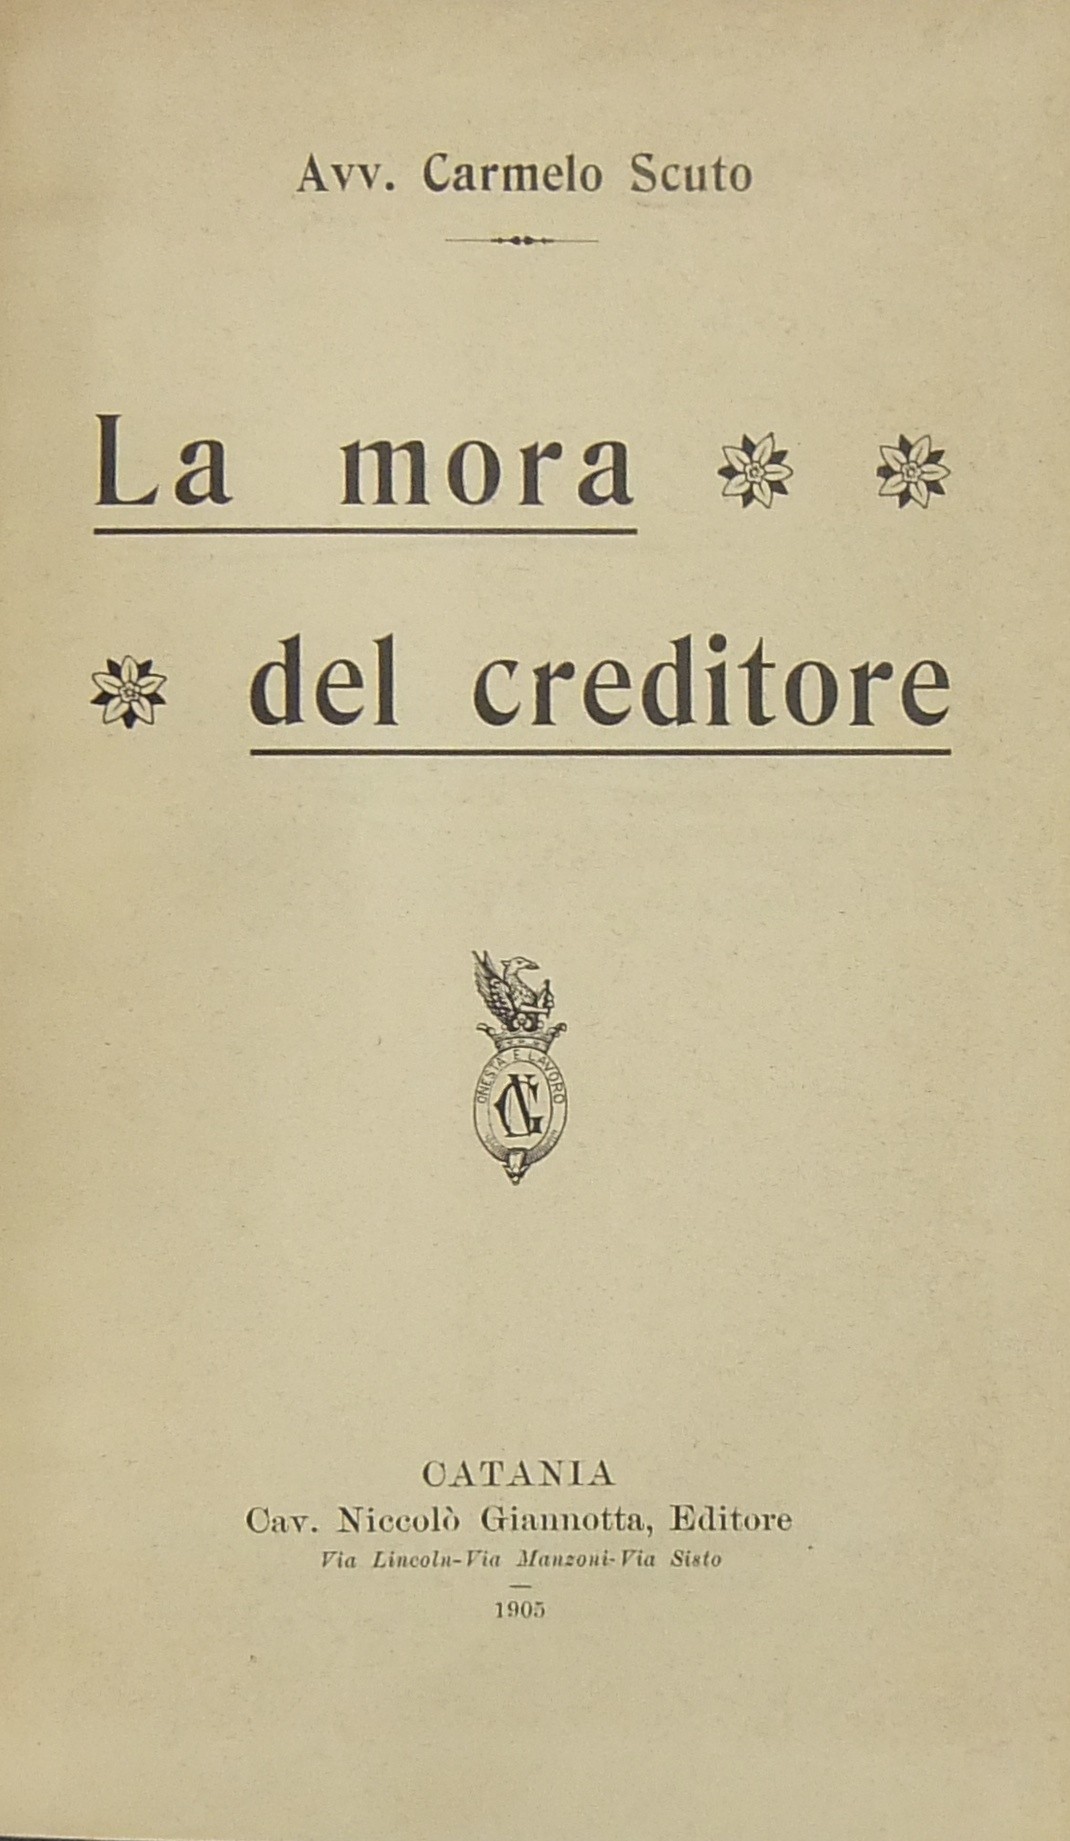 Avv. Carmelo Scuto
La mora
del creditore
ONESTÀ E LAVORO
NG
CATANIA
Cav. Niccolò Giannotta, Editore
Via Lincoln-Via Manzoni-Via Sisto
1905